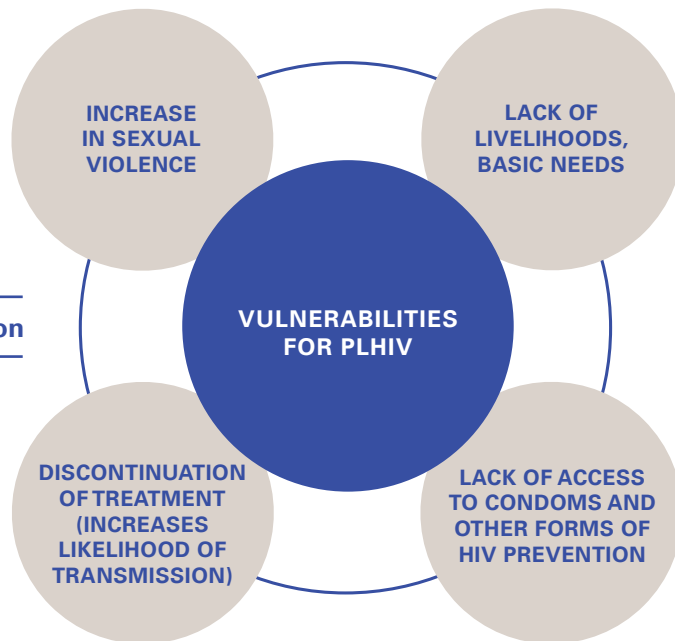 INCREASE
IN SEXUAL
VIOLENCE
LACK OF
LIVELIHOODS,
BASIC NEEDS
VULNERABILITIES
FOR PLHIV
on
DISCONTINUATION
OF TREATMENT
(INCREASES
LIKELIHOOD OF
TRANSMISSION)
LACK OF ACCESS
TO CONDOMS AND
OTHER FORMS OF
HIV PREVENTION